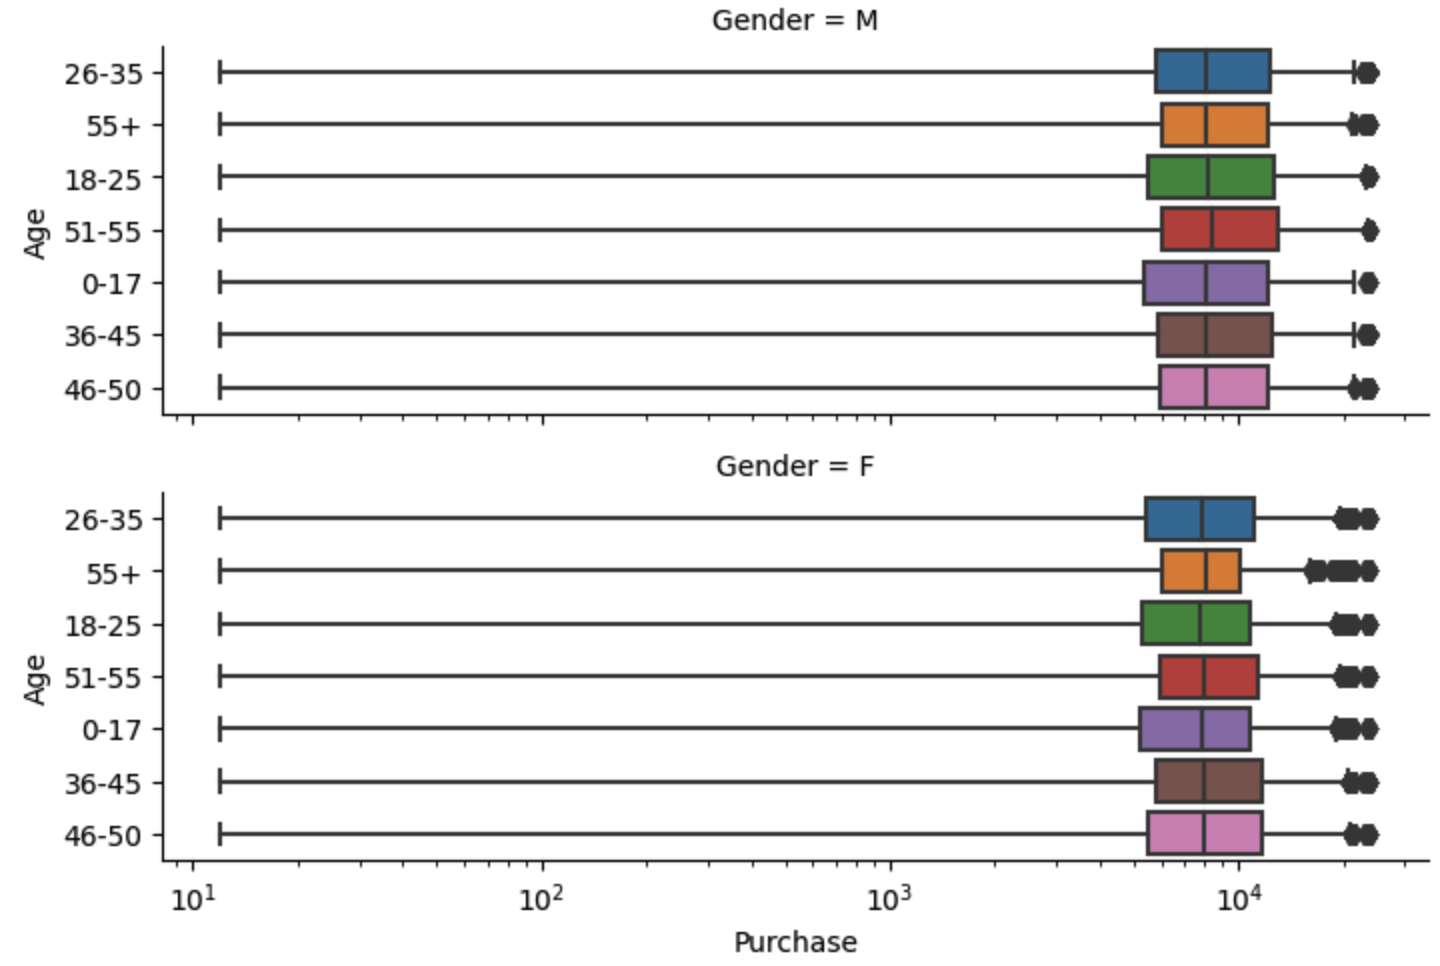 Gender = M
Age
26-35
55+
18-25
51-55
0-17
36-45
46-50
Gender = F
Age
26-35
55+
18-25
51-55
0-17
36-45
46-50
10¹ 10² 10³ 10⁴
Purchase